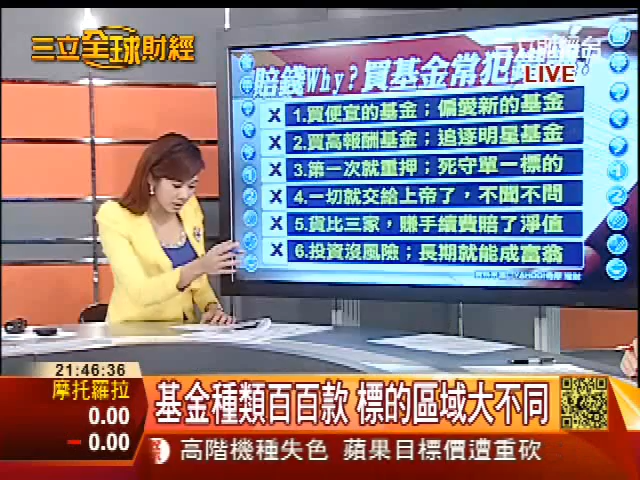 三立全球財經
賠錢Why?買基金常犯
LIVE
X 1.買便宜的基金；偏愛新的基金
X 2.買高報酬基金；追逐明星基金
X 3.第一次就重押；死守單一標的
X 4.一切就交給上帝了，不聞不問
X 5.貨比三家，賺手續費賠了淨值
X 6.投資沒風險；長期就能成富翁
21:46:36
摩托羅拉
0.00
0.00
基金種類百百款 標的區域大不同
高階機種失色 蘋果目標價遭重砍